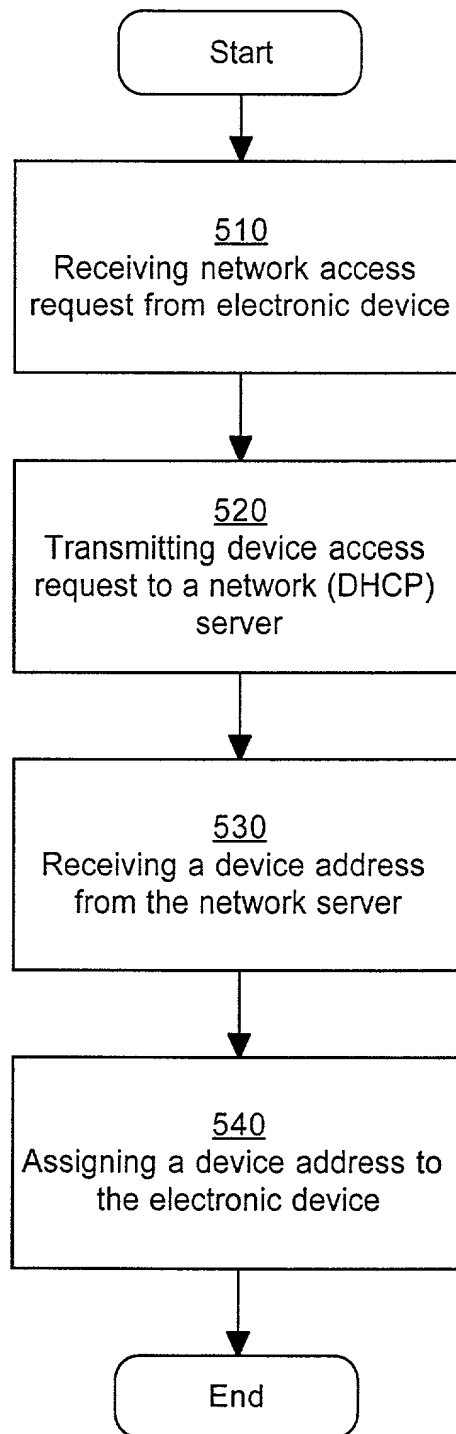 Start
510
Receiving network access
request from electronic device
520
Transmitting device access
request to a network (DHCP)
server
530
Receiving a device address
from the network server
540
Assigning a device address to
the electronic device
End